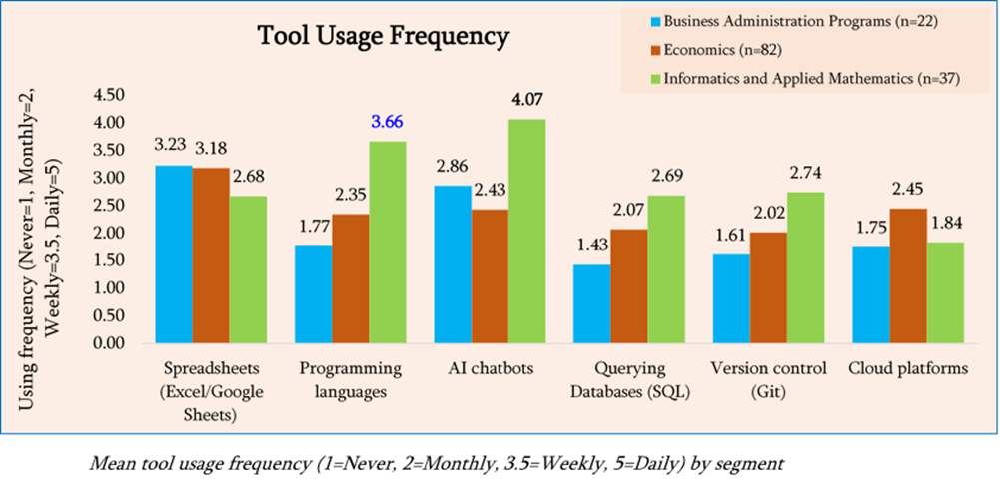 Tool Usage Frequency
Business Administration Programs (n=22)
Economics (n=82)
Informatics and Applied Mathematics (n=37)
Using frequency (Never=1, Monthly=2,
Weekly=3.5, Daily=5)
4.50
4.00
3.50
3.00
2.50
2.00
1.50
1.00
0.50
0.00
3.23 3.18 2.68
1.77 2.35 3.66
2.86 2.43 4.07
1.43 2.07 2.69
1.61 2.02 2.74
1.75 2.45 1.84
Spreadsheets
(Excel/Google
Sheets)
Programming
languages
AI chatbots
Querying
Databases (SQL)
Version control
(Git)
Cloud platforms
Mean tool usage frequency (1=Never, 2=Monthly, 3.5=Weekly, 5=Daily) by segment